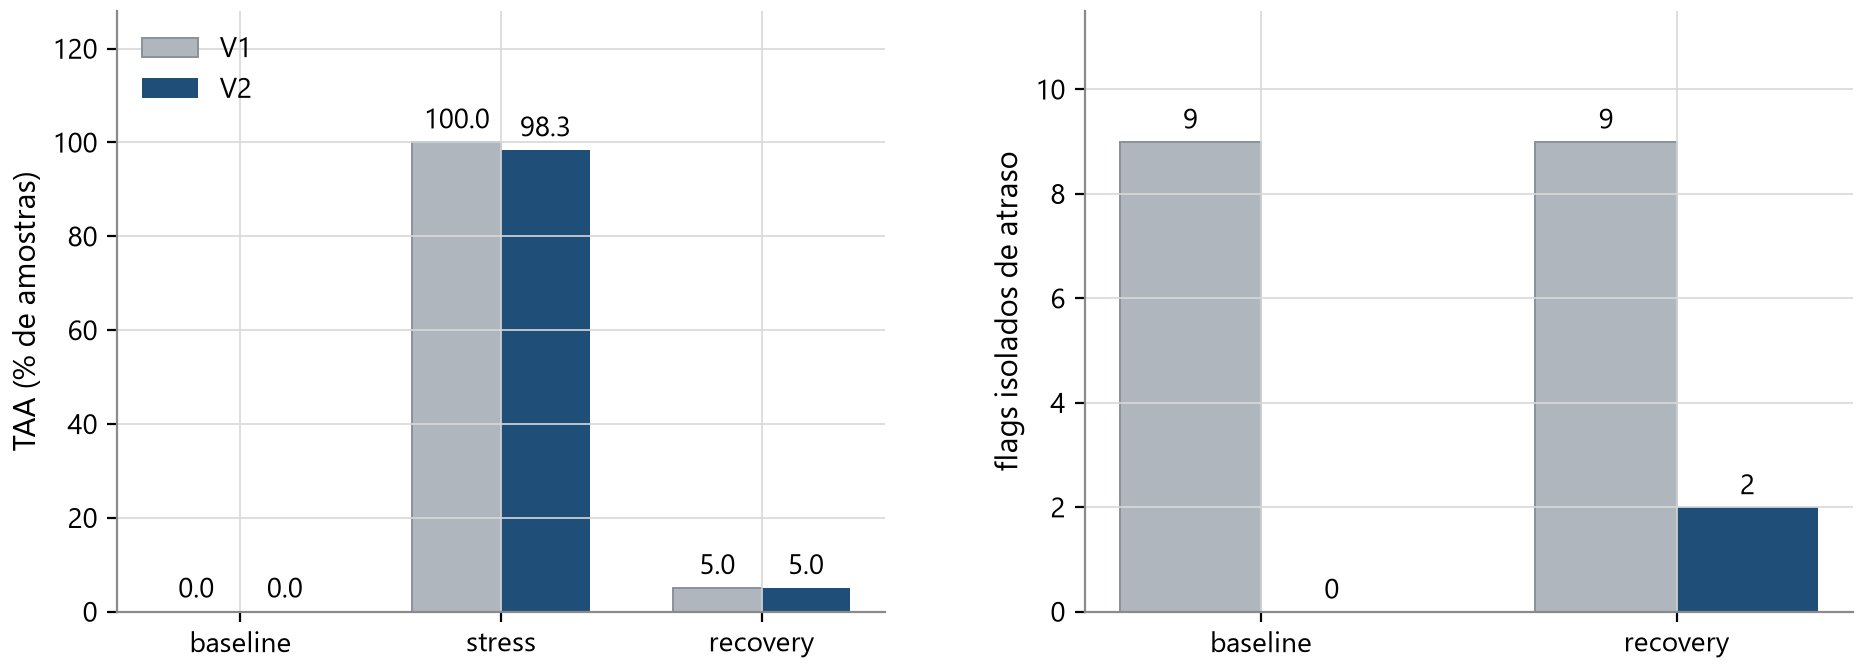 TAA (% de amostras)
120
100
80
60
40
20
0
V1
V2
0.0
0.0
100.0
98.3
5.0
5.0
baseline
stress
recovery
flags isolados de atraso
10
8
6
4
2
0
9
0
9
2
baseline
recovery